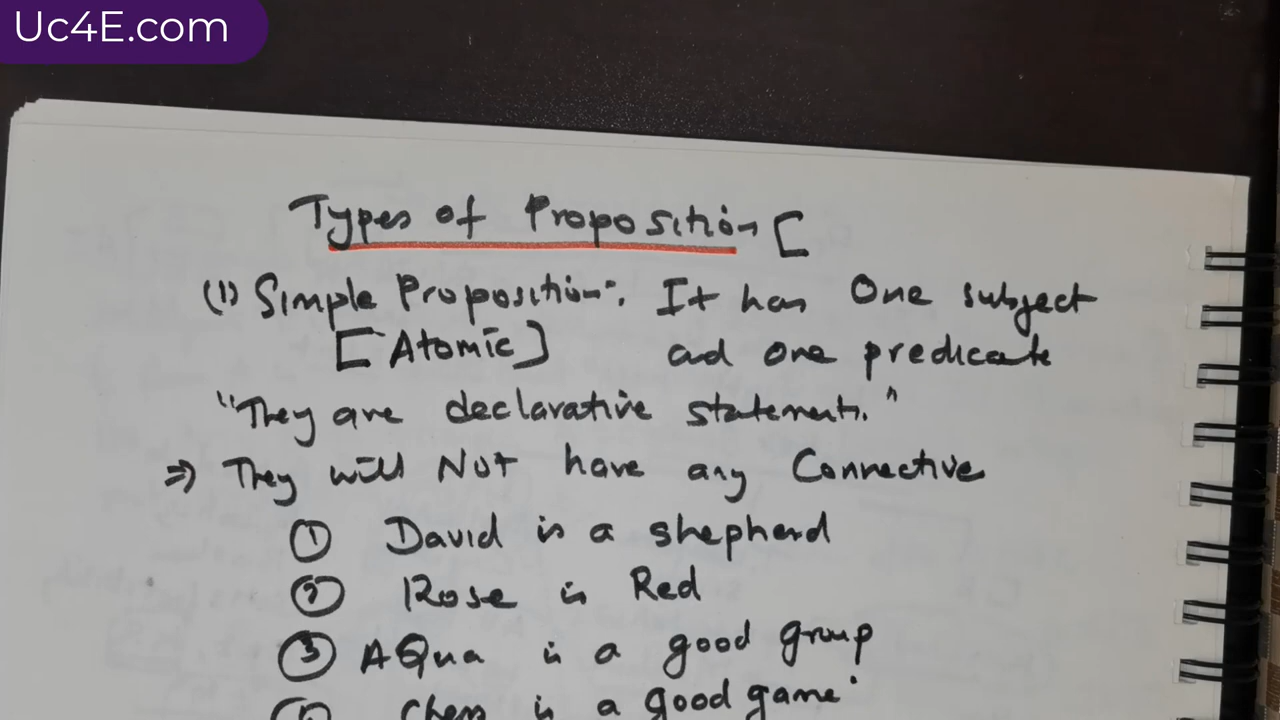 Uc4E.com
Types of Proposition [
(1) Simple Proposition:. It has One subject
[Atomic] and one predicate
"They are declarative statements."
⇒ They will Not have any Connective
① David is a shepherd
② Rose is Red
③ AQua is a good group
Chess is a good game